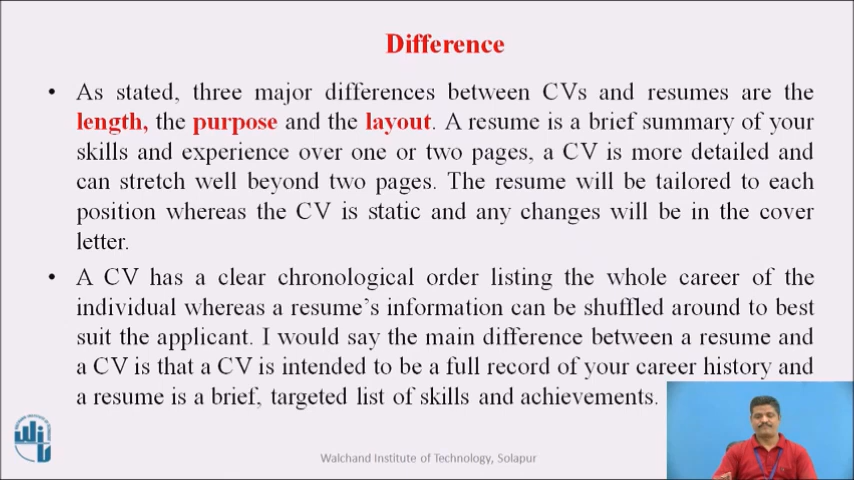 Difference
• As stated, three major differences between CVs and resumes are the
length, the purpose and the layout. A resume is a brief summary of your
skills and experience over one or two pages, a CV is more detailed and
can stretch well beyond two pages. The resume will be tailored to each
position whereas the CV is static and any changes will be in the cover
letter.
• A CV has a clear chronological order listing the whole career of the
individual whereas a resume’s information can be shuffled around to best
suit the applicant. I would say the main difference between a resume and
a CV is that a CV is intended to be a full record of your career history and
a resume is a brief, targeted list of skills and achievements.
Walchand Institute of Technology, Solapur